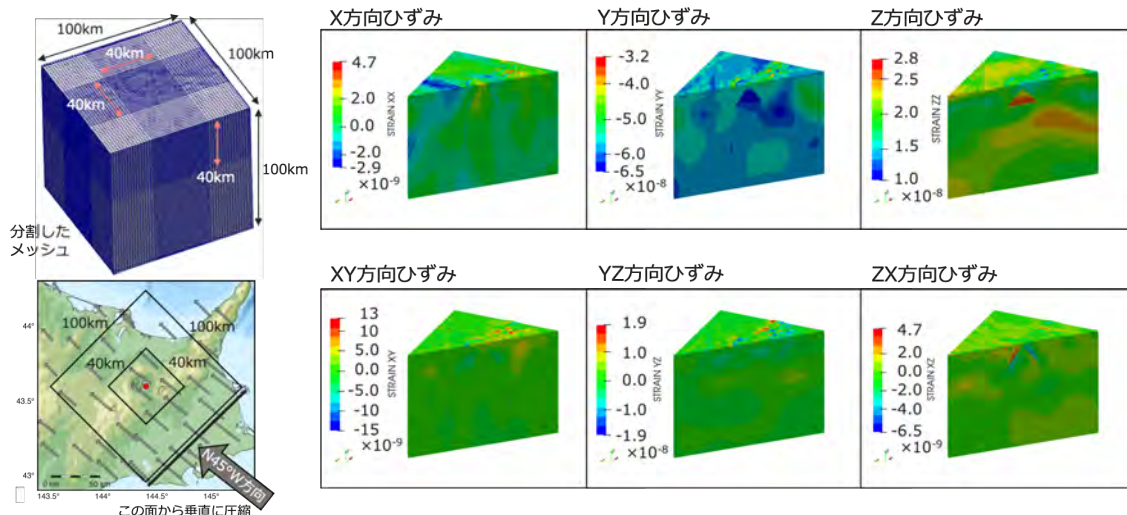 100km
40km
100km
40km
40km
100km
分割した
メッシュ
44°
43.5°
43°
143.5°
144°
144.5°
145°
100km
100km
40km
40km
0 km
50 km
N45°W方向
この面から垂直に圧縮
X方向ひずみ
4.7
2.0
0.0
-2.0
-2.9
×10-9
STRAIN XX
Y方向ひずみ
-3.2
-4.0
-5.0
-6.0
-6.5
×10-8
STRAIN YY
Z方向ひずみ
2.8
2.5
2.0
1.5
1.0
×10-8
STRAIN ZZ
XY方向ひずみ
13
10
5.0
0.0
-5.0
-10
-15
×10-9
STRAIN XY
YZ方向ひずみ
1.9
1.0
0.0
-1.0
-1.9
×10-8
STRAIN YZ
ZX方向ひずみ
4.7
2.0
0.0
-2.0
-4.0
-6.5
×10-9
STRAIN XZ